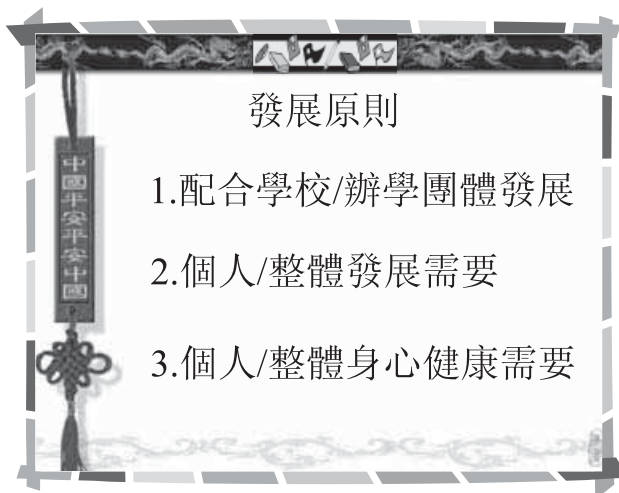 發展原則
1.配合學校/辦學團體發展
2.個人/整體發展需要
3.個人/整體身心健康需要
中國平安平安中國